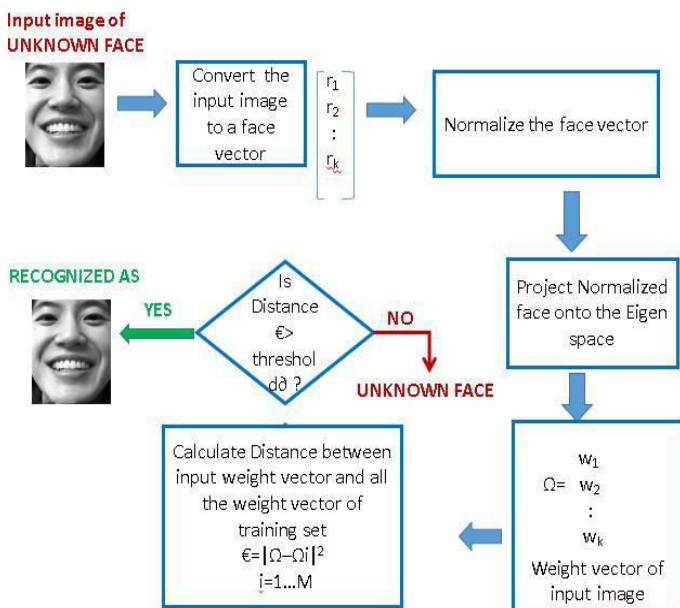 Input image of
UNKNOWN FACE
Convert the
input image
to a face
vector
r1
r2
:
rk
Normalize the face vector
Project Normalized
face onto the Eigen
space
w1
Ω= w2
:
wk
Weight vector of
input image
Calculate Distance between
input weight vector and all
the weight vector of
training set
€=|Ω−Ωi|²
i=1...M
Is
Distance
€>
threshol
d∂ ?
YES
RECOGNIZED AS
NO
UNKNOWN FACE